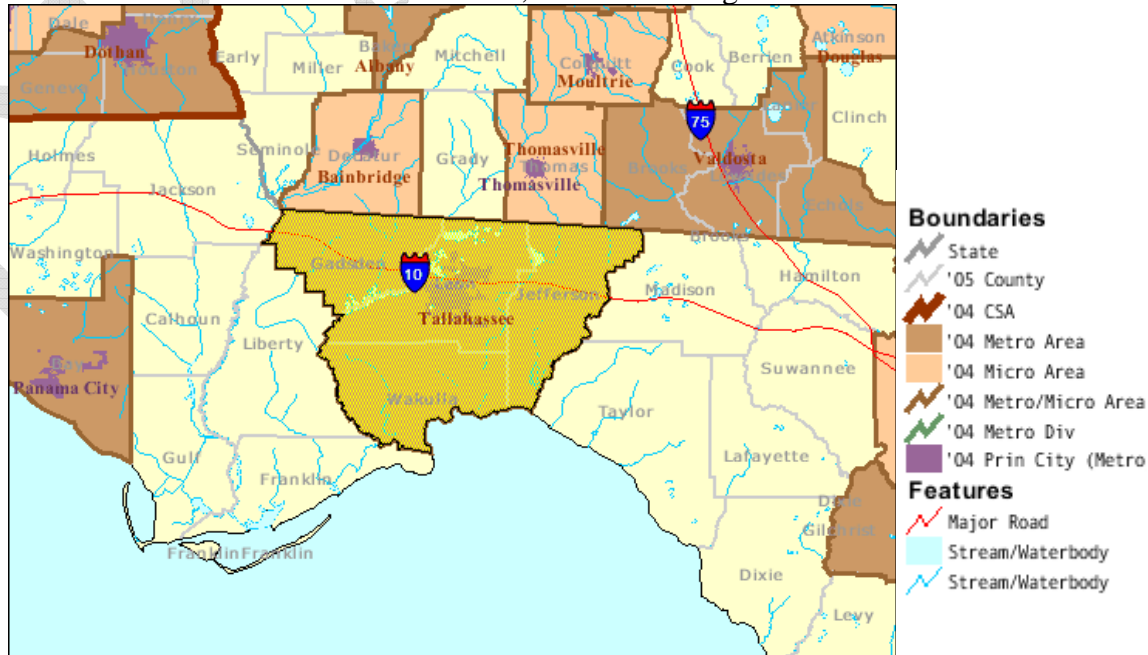 Dale
Henry
Dothan
Houston
Geneva
Early
Miller
Baker
Albany
Mitchell
Colquitt
Moultrie
Cook
Berrien
Atkinson
Douglas
Clinch
75
Holmes
Seminole
Decatur
Bainbridge
Grady
Thomasville
Thomas
Thomasville
Brooks
Valdosta
Lowndes
Echols
Jackson
Washington
Brooks
Gadsden
10
Leon
Jefferson
Tallakassee
Madison
Hamilton
Calhoun
Liberty
Suwannee
Bay
Panama City
Wakulla
Taylor
Lafayette
Gulf
Franklin
Dixie
Gilchrist
Franklin Franklin
Dixie
Levy
Boundaries
State
'05 County
'04 CSA
'04 Metro Area
'04 Micro Area
'04 Metro/Micro Area
'04 Metro Div
'04 Prin City (Metro
Features
Major Road
Stream/Waterbody
Stream/Waterbody